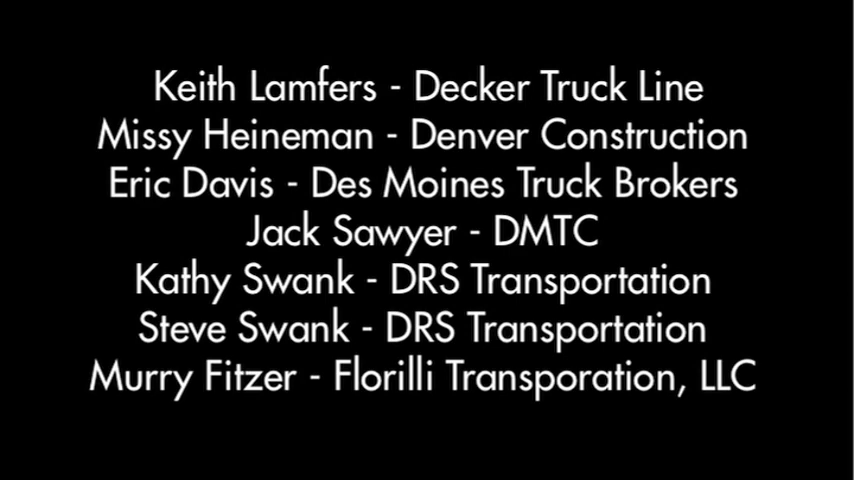 Keith Lamfers - Decker Truck Line
Missy Heineman - Denver Construction
Eric Davis - Des Moines Truck Brokers
Jack Sawyer - DMTC
Kathy Swank - DRS Transportation
Steve Swank - DRS Transportation
Murry Fitzer - Florilli Transporation, LLC